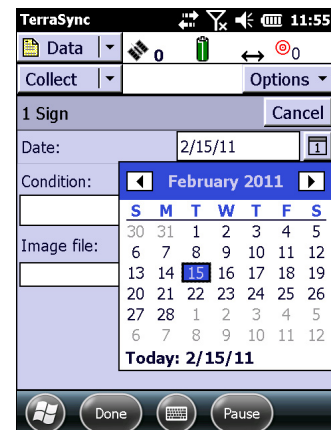 TerraSync 11:55
Data 0 0
Collect Options
1 Sign Cancel
Date: 2/15/11 1
Condition:
February 2011
S M T W T F S
30 31 1 2 3 4 5
6 7 8 9 10 11 12
Image file:
13 14 15 16 17 18 19
20 21 22 23 24 25 26
27 28 1 2 3 4 5
6 7 8 9 10 11 12
Today: 2/15/11
Done Pause